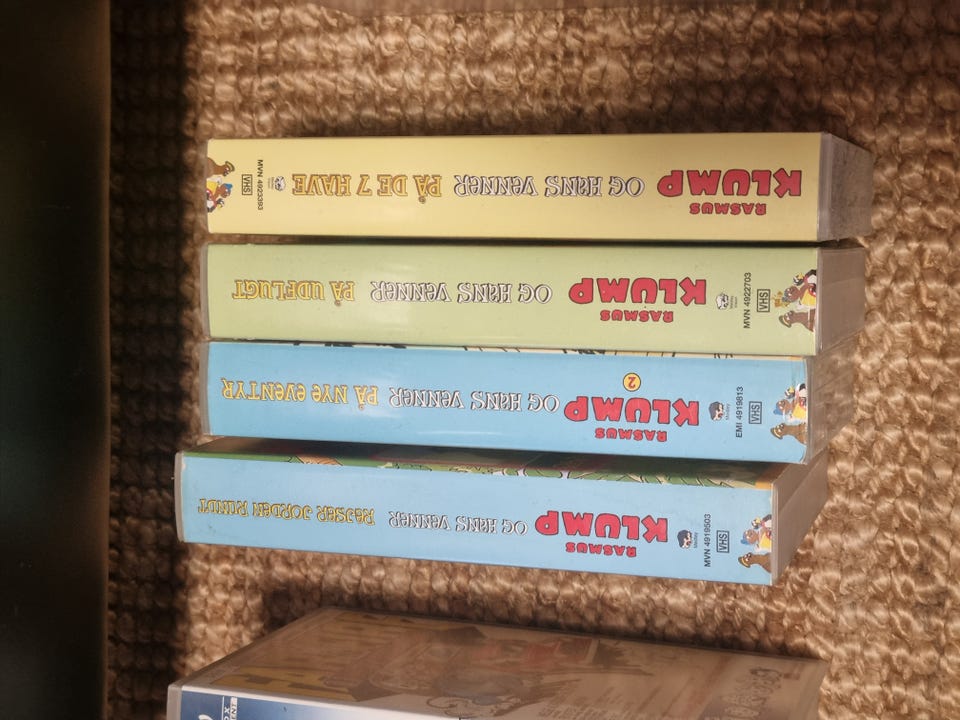 RASMUS
KLUMP OG HANS VENNER PÅ DE 7 HAVE
MVN 4923393
VHS
RASMUS
KLUMP OG HANS VENNER PÅ UDFLUGT
MVN 4922703
VHS
RASMUS
KLUMP OG HANS VENNER PÅ NYE EVENTYR
2
EMI 4919813
VHS
RASMUS
KLUMP OG HANS VENNER REJSER JORDEN RUNDT
MVN 4919503
VHS